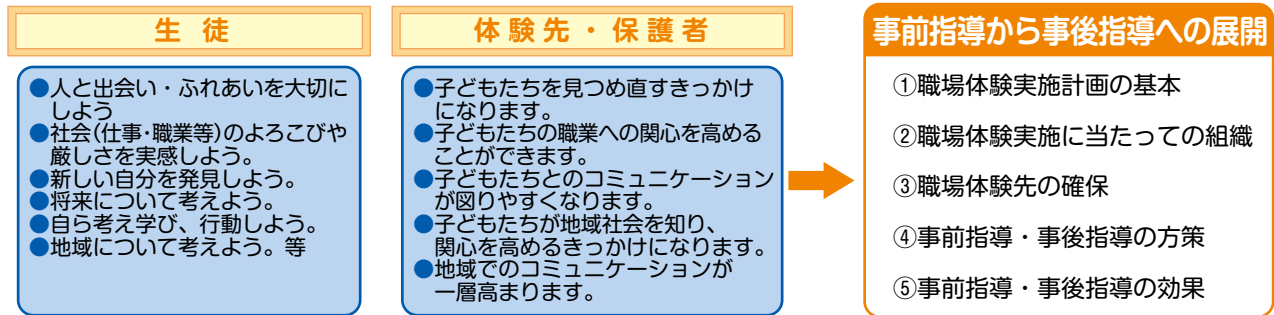 生徒
●人と出会い・ふれあいを大切に
しよう
●社会(仕事・職業等)のよろこびや
厳しさを実感しよう。
●新しい自分を発見しよう。
●将来について考えよう。
●自ら考え学び、行動しよう。
●地域について考えよう。等
体験先・保護者
●子どもたちを見つめ直すきっかけ
になります。
●子どもたちの職業への関心を高める
ことができます。
●子どもたちとのコミュニケーション
が図りやすくなります。
●子どもたちが地域社会を知り、
関心を高めるきっかけになります。
●地域でのコミュニケーションが
一層高まります。
事前指導から事後指導への展開
①職場体験実施計画の基本
②職場体験実施に当たっての組織
③職場体験先の確保
④事前指導・事後指導の方策
⑤事前指導・事後指導の効果